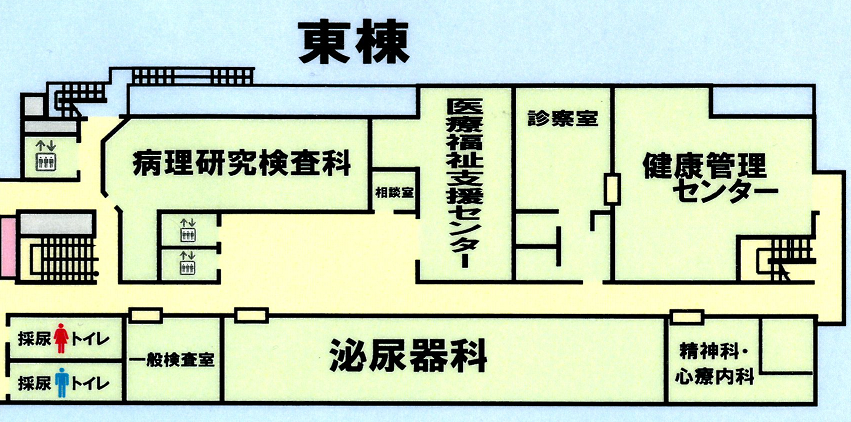 東棟
医療福祉支援センター
診察室
病理研究検査科
健康管理
センター
相談室
採尿 トイレ
泌尿器科
一般検査室
精神科・
心療内科
採尿 トイレ